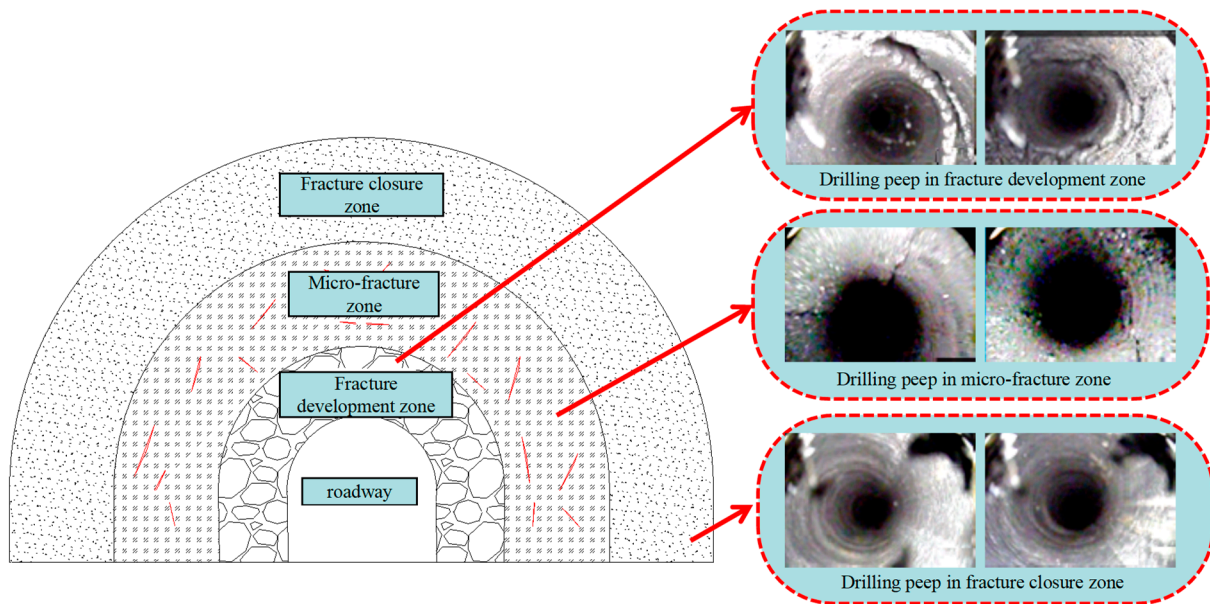 Fracture closure
zone
Micro-fracture
zone
Fracture
development zone
roadway
Drilling peep in fracture development zone
Drilling peep in micro-fracture zone
Drilling peep in fracture closure zone